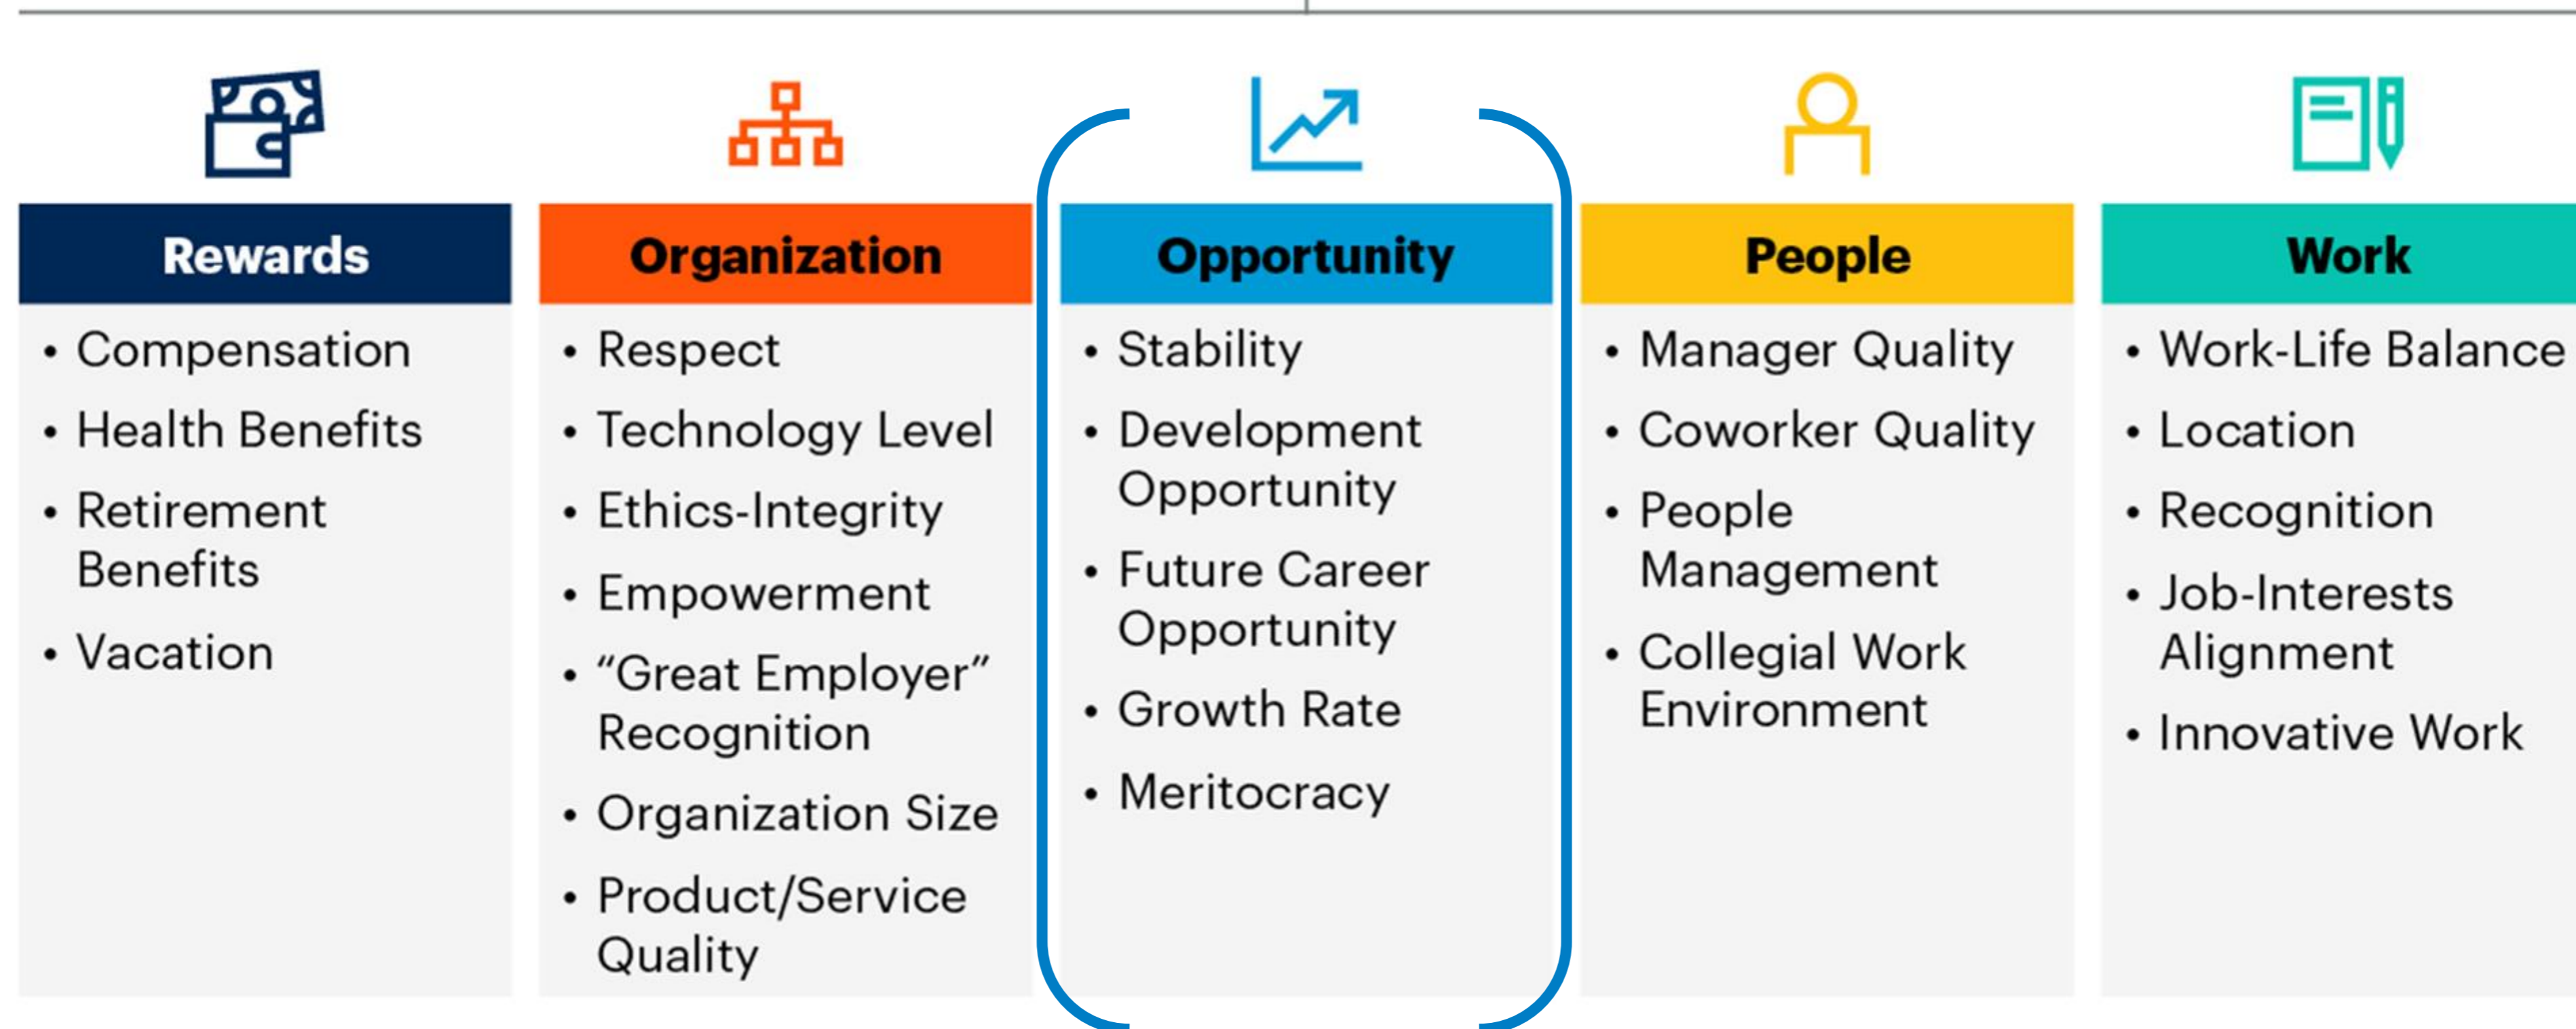 Rewards
• Compensation
• Health Benefits
• Retirement
Benefits
• Vacation
Organization
• Respect
• Technology Level
• Ethics-Integrity
• Empowerment
• “Great Employer”
Recognition
• Organization Size
• Product/Service
Quality
Opportunity
• Stability
• Development
Opportunity
• Future Career
Opportunity
• Growth Rate
• Meritocracy
People
• Manager Quality
• Coworker Quality
• People
Management
• Collegial Work
Environment
Work
• Work-Life Balance
• Location
• Recognition
• Job-Interests
Alignment
• Innovative Work